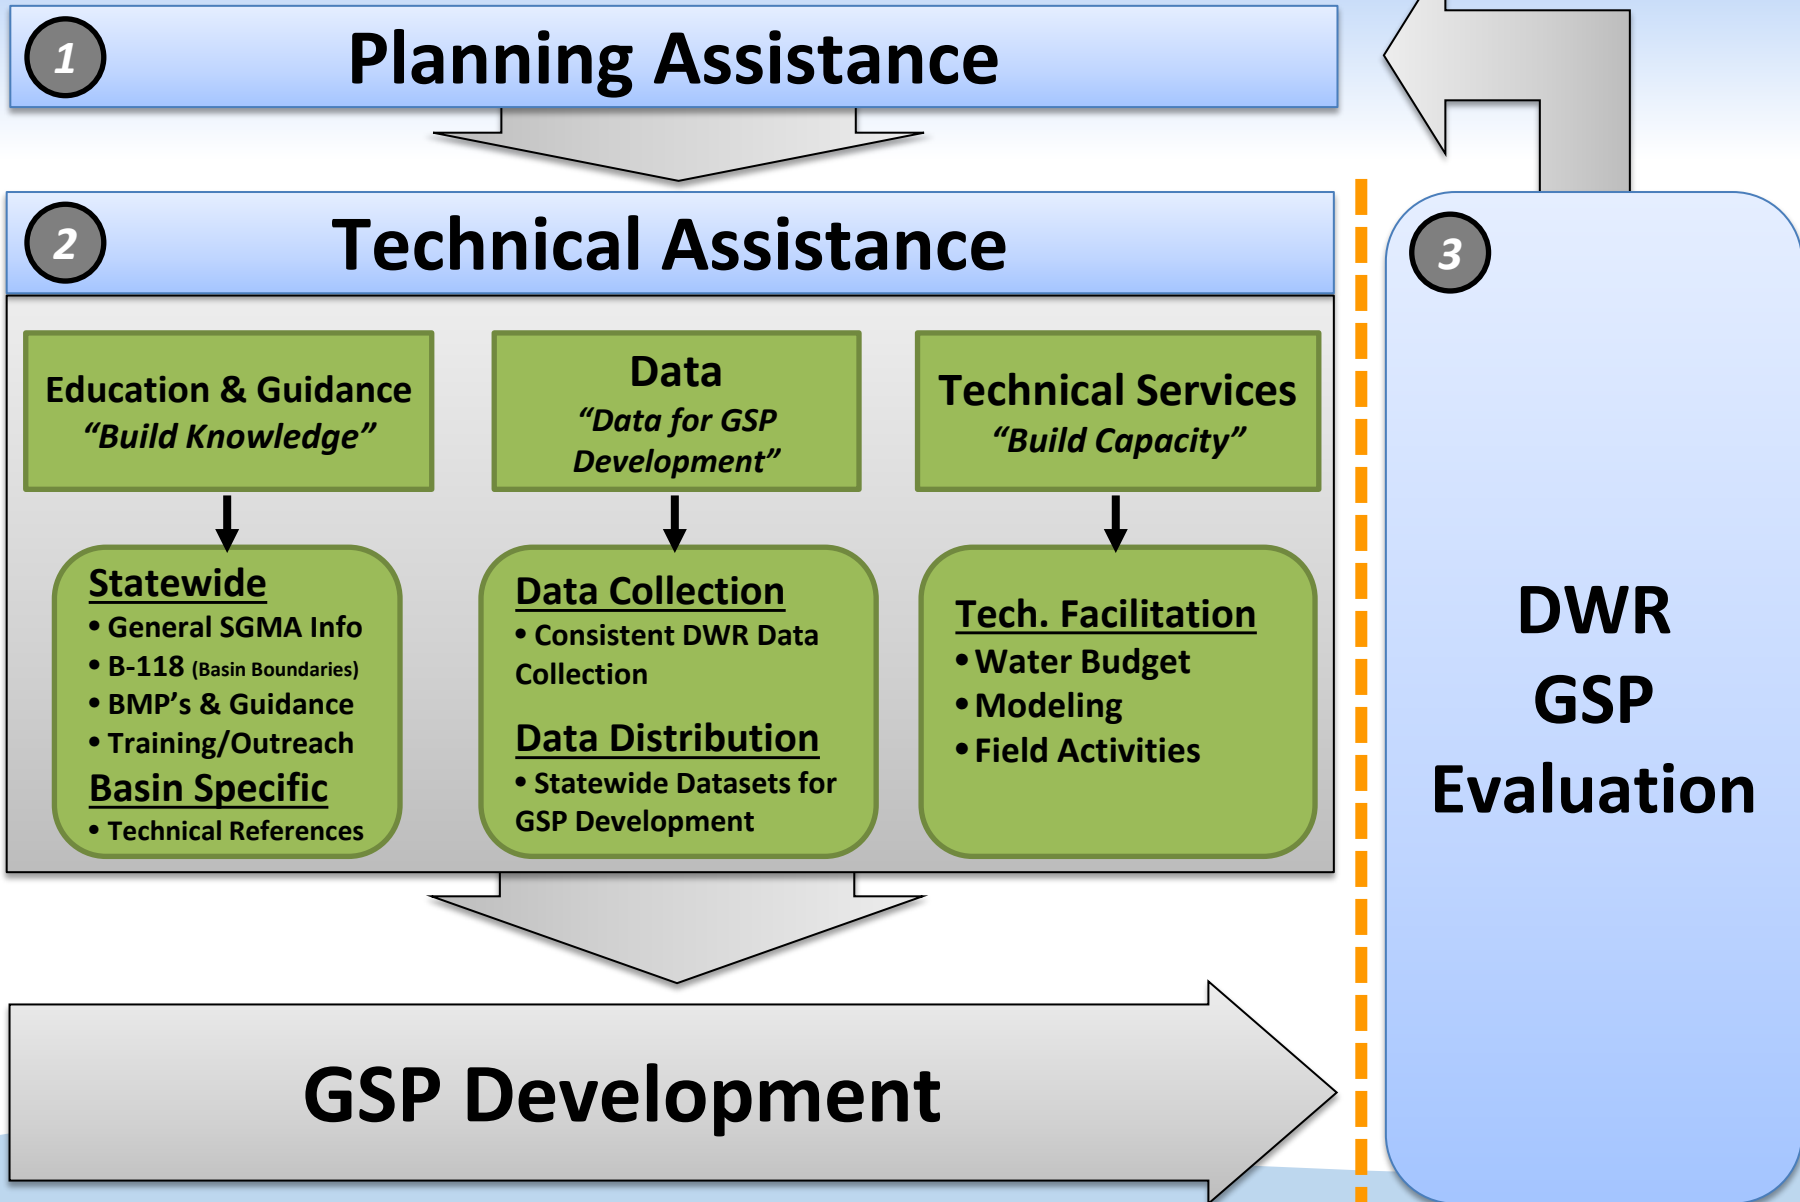 1
Planning Assistance
2
Technical Assistance
Education & Guidance
“Build Knowledge”
Statewide
• General SGMA Info
• B-118 (Basin Boundaries)
• BMP's & Guidance
• Training/Outreach
Basin Specific
• Technical References
Data
“Data for GSP
Development”
Data Collection
• Consistent DWR Data
Collection
Data Distribution
• Statewide Datasets for
GSP Development
Technical Services
“Build Capacity”
Tech. Facilitation
• Water Budget
• Modeling
• Field Activities
GSP Development
3
DWR
GSP
Evaluation